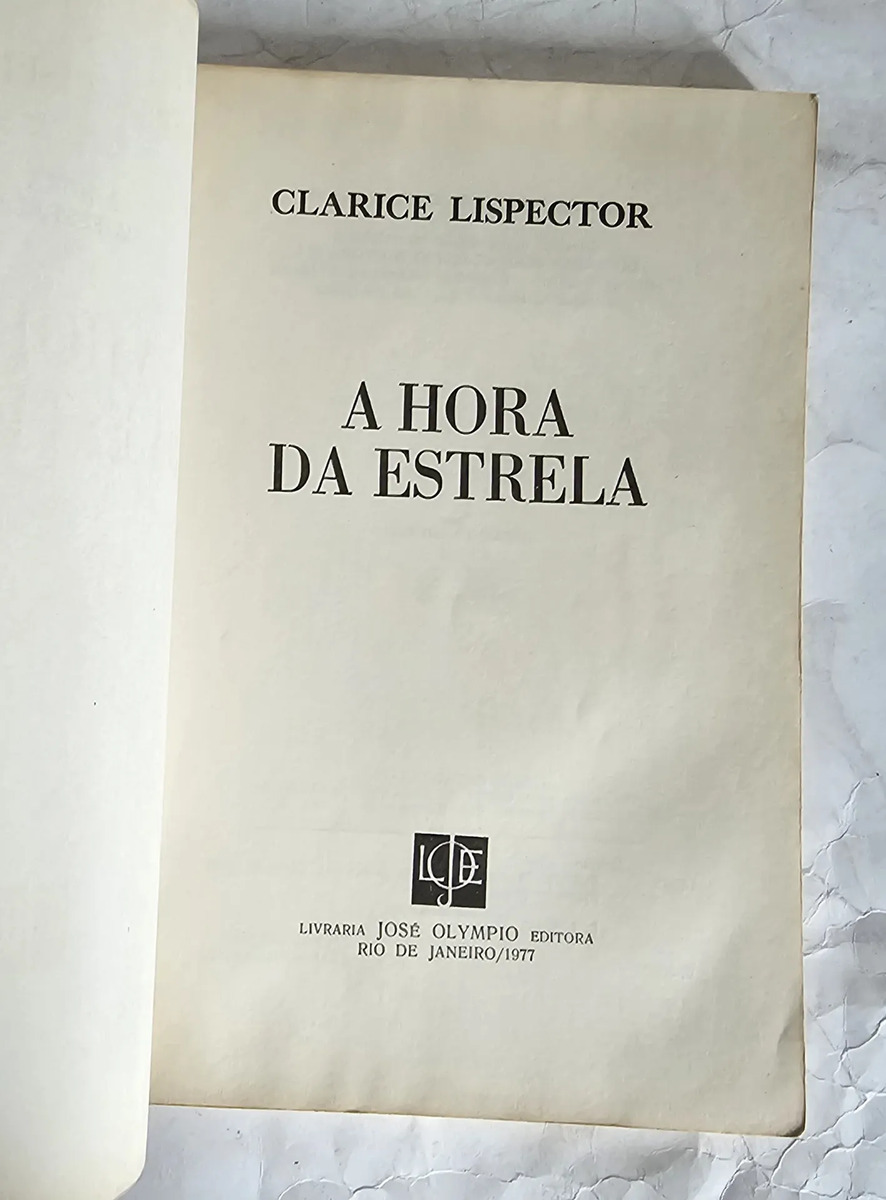 CLARICE LISPECTOR
A HORA
DA ESTRELA
LJOE
LIVRARIA JOSÉ OLYMPIO EDITORA
RIO DE JANEIRO/1977